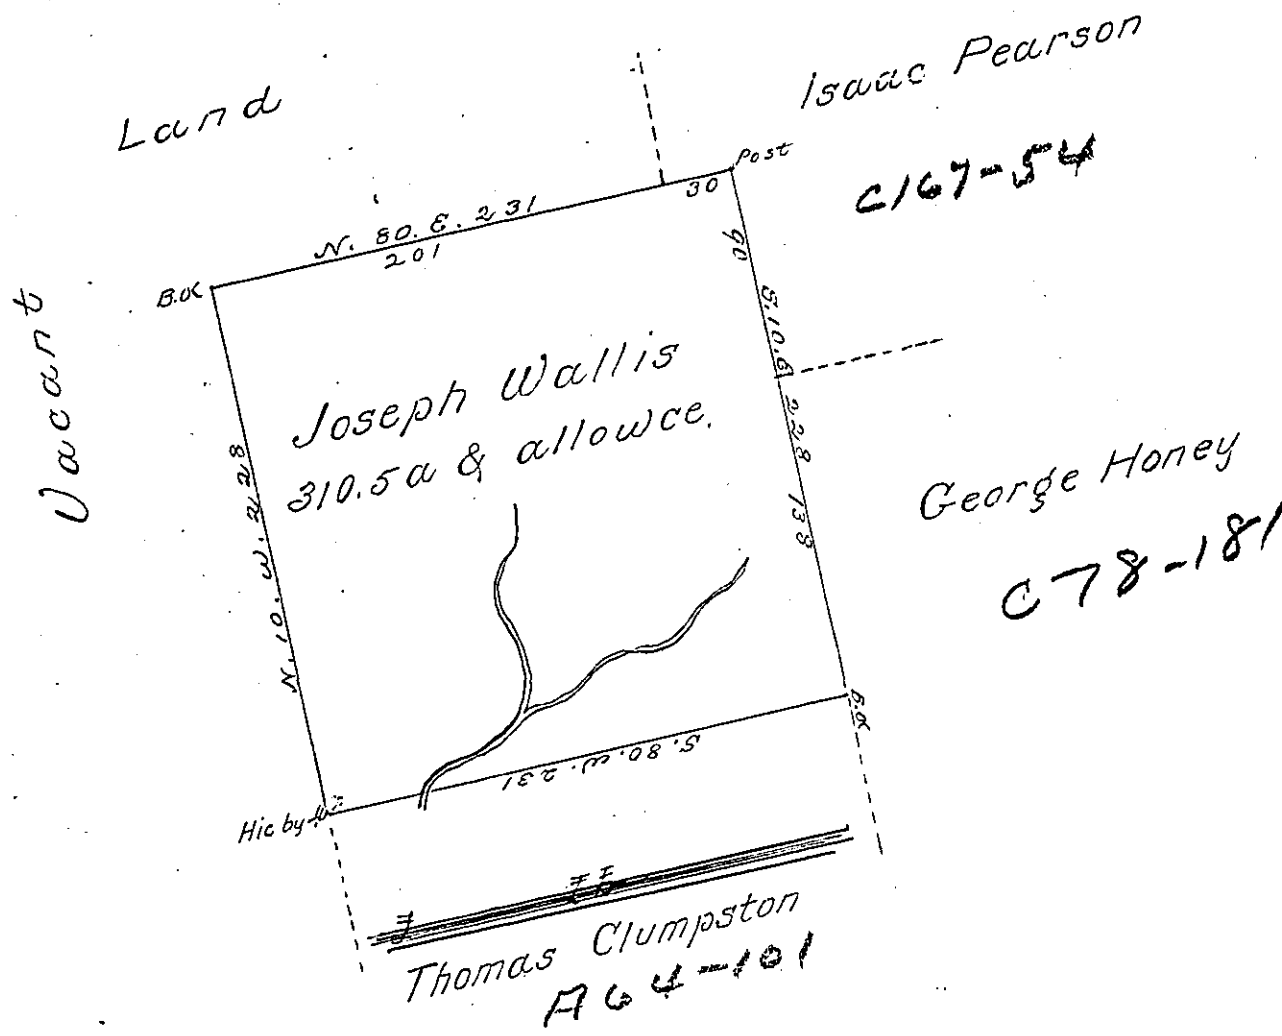 Land
Isaac Pearson
C167-54
Post
30
N. 80. E. 231
201
B.O
90
Vacant
S. 10. E
Joseph Wallis
310.5a & allowce.
228
138
N. 10. W. 228
George Honey
C78-181
B.O
S. 80. W. 231
Hic by
Thomas Clumpston
A64-101